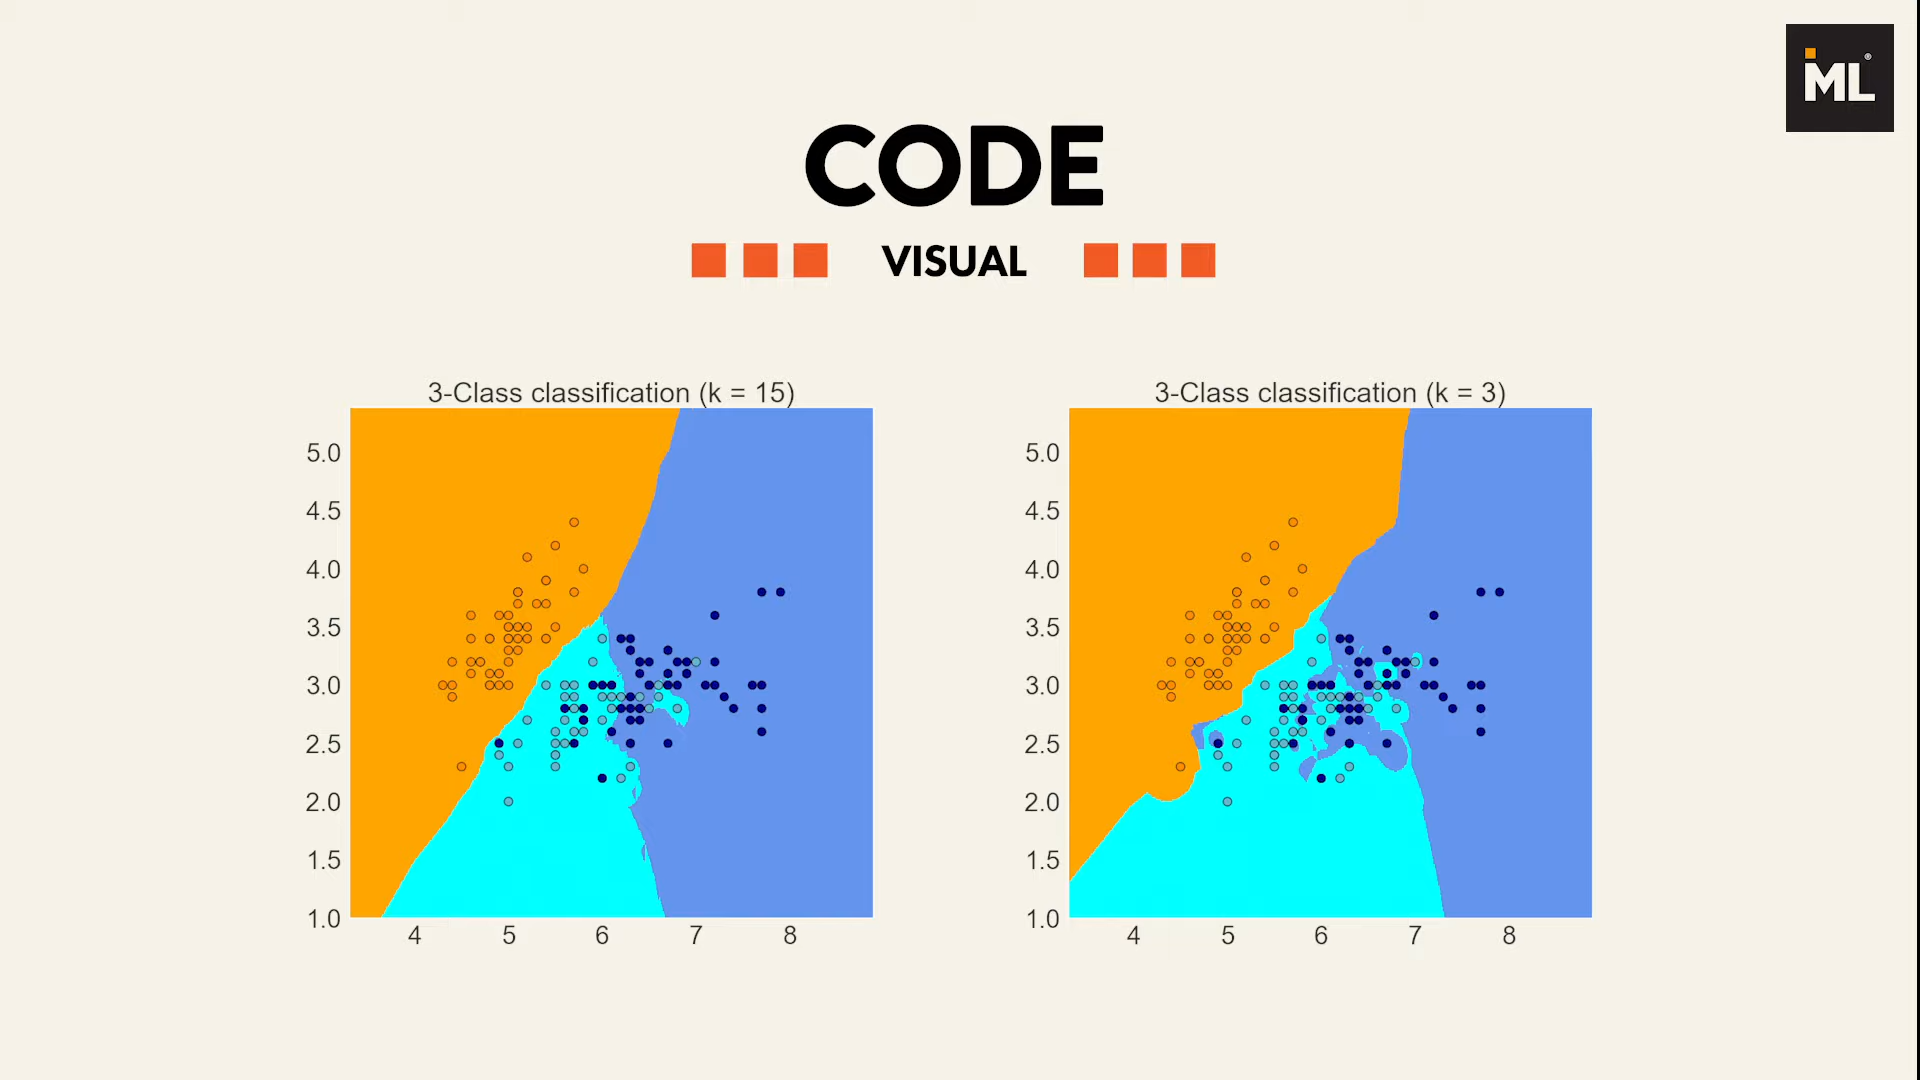 ML
CODE
VISUAL
3-Class classification (k = 15)
5.0
4.5
4.0
3.5
3.0
2.5
2.0
1.5
1.0
4 5 6 7 8
3-Class classification (k = 3)
5.0
4.5
4.0
3.5
3.0
2.5
2.0
1.5
1.0
4 5 6 7 8